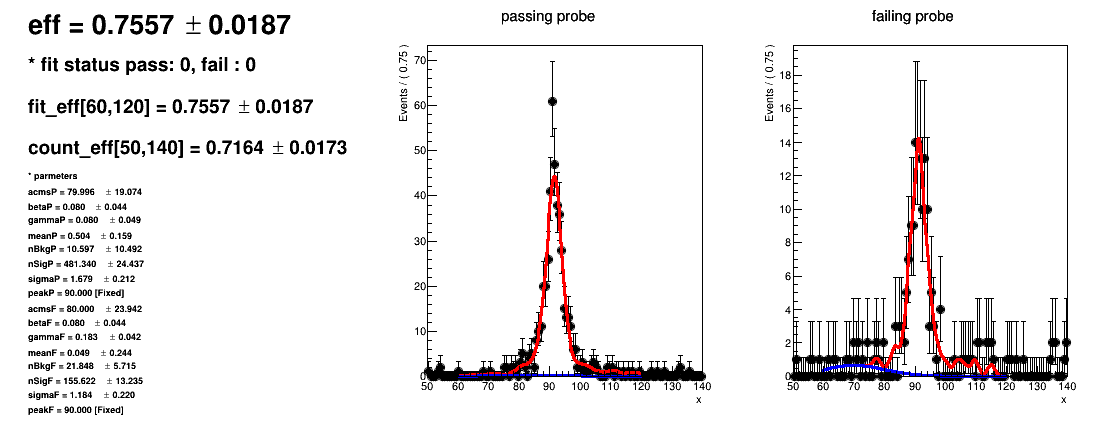 eff = 0.7557 ± 0.0187
* fit status pass: 0, fail : 0
fit_eff[60,120] = 0.7557 ± 0.0187
count_eff[50,140] = 0.7164 ± 0.0173
* parmeters
acmsP = 79.996 ± 19.074
betaP = 0.080 ± 0.044
gammaP = 0.080 ± 0.049
meanP = 0.504 ± 0.159
nBkgP = 10.597 ± 10.492
nSigP = 481.340 ± 24.437
sigmaP = 1.679 ± 0.212
peakP = 90.000 [Fixed]
acmsF = 80.000 ± 23.942
betaF = 0.080 ± 0.044
gammaF = 0.183 ± 0.042
meanF = 0.049 ± 0.244
nBkgF = 21.848 ± 5.715
nSigF = 155.622 ± 13.235
sigmaF = 1.184 ± 0.220
peakF = 90.000 [Fixed]
passing probe
Events / ( 0.75 )
70
60
50
40
30
20
10
0
50 60 70 80 90 100 110 120 130 140
x
failing probe
Events / ( 0.75 )
18
16
14
12
10
8
6
4
2
0
50 60 70 80 90 100 110 120 130 140
x